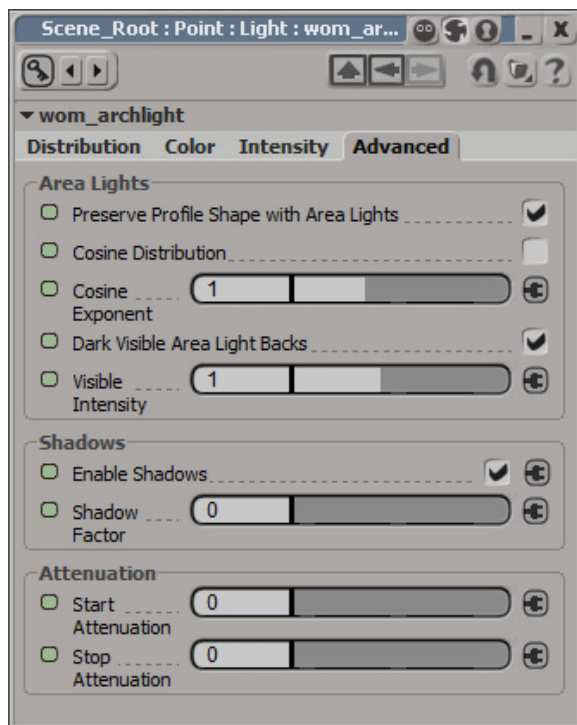 Scene_Root : Point : Light : wom_ar...
wom_archlight
Distribution Color Intensity Advanced
Area Lights
Preserve Profile Shape with Area Lights
Cosine Distribution
Cosine 1
Exponent
Dark Visible Area Light Backs
Visible 1
Intensity
Shadows
Enable Shadows
Shadow 0
Factor
Attenuation
Start 0
Attenuation
Stop 0
Attenuation